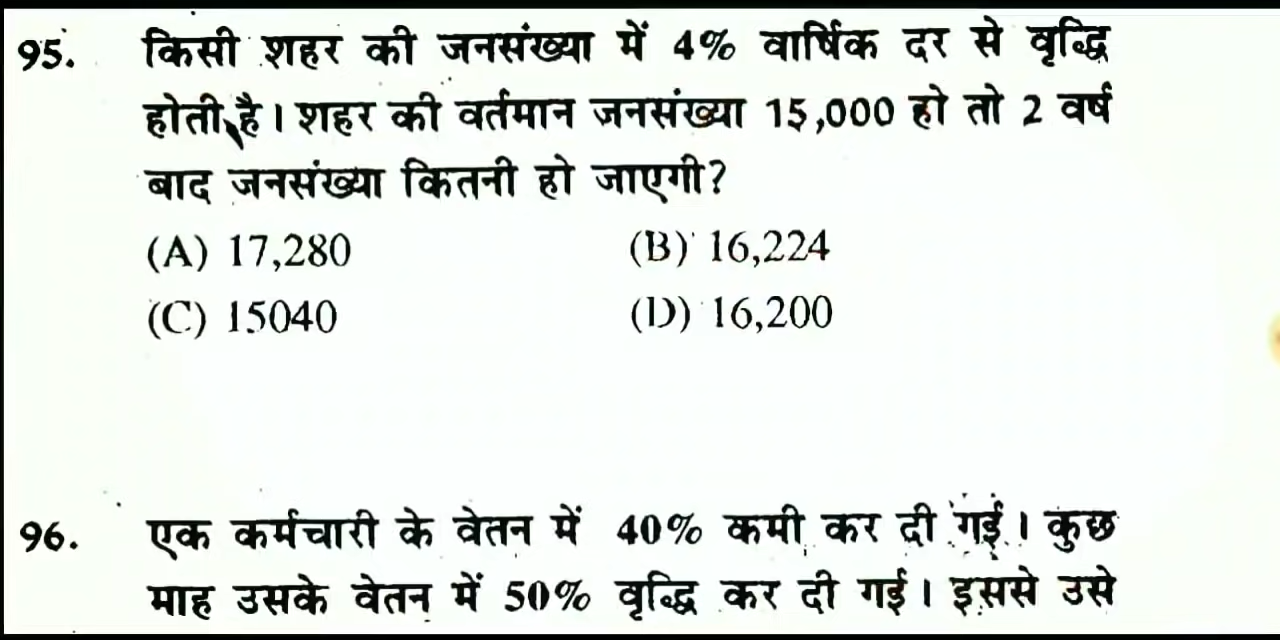 95. किसी शहर की जनसंख्या में 4% वार्षिक दर से वृद्धि
होती है। शहर की वर्तमान जनसंख्या 15,000 हो तो 2 वर्ष
बाद जनसंख्या कितनी हो जाएगी?
(A) 17,280 (B) 16,224
(C) 15040 (D) 16,200
96. एक कर्मचारी के वेतन में 40% कमी कर दी गई। कुछ
माह उसके वेतन में 50% वृद्धि कर दी गई। इससे उसे